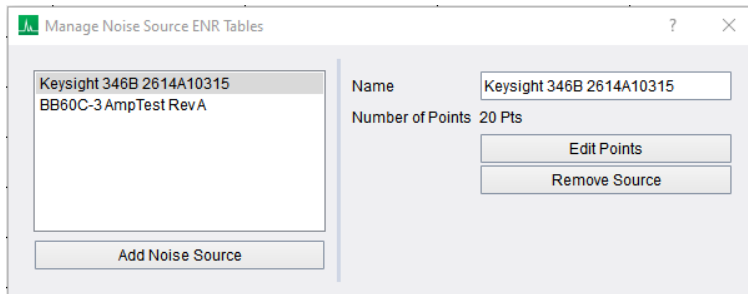 Manage Noise Source ENR Tables
?
Keysight 346B 2614A10315
BB60C-3 AmpTest RevA
Add Noise Source
Name Keysight 346B 2614A10315
Number of Points 20 Pts
Edit Points
Remove Source